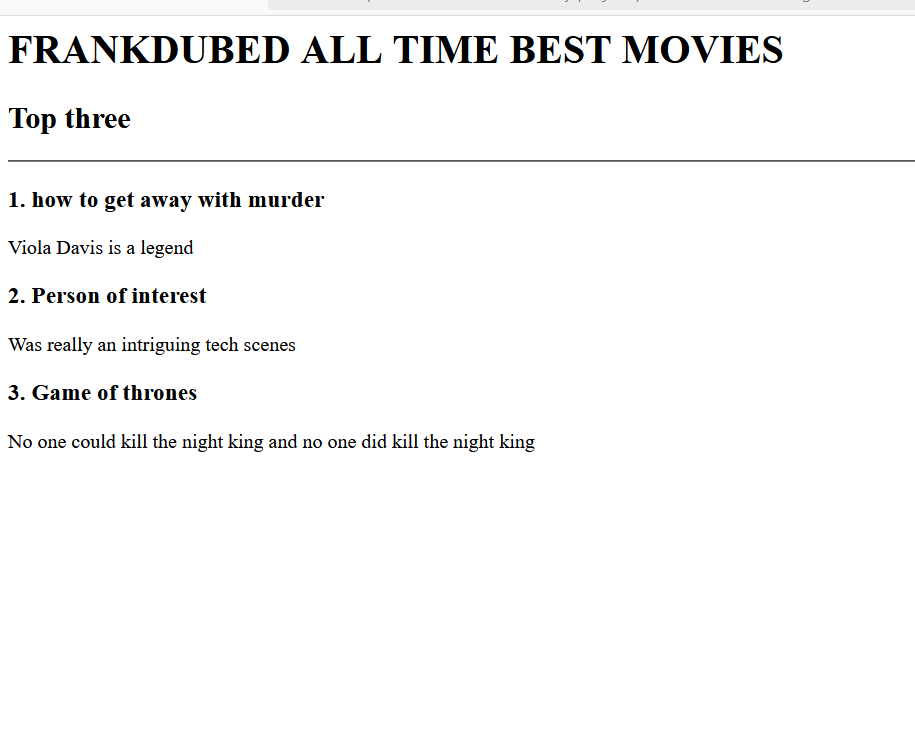 FRANKDUBED ALL TIME BEST MOVIES
Top three
1. how to get away with murder
Viola Davis is a legend
2. Person of interest
Was really an intriguing tech scenes
3. Game of thrones
No one could kill the night king and no one did kill the night king